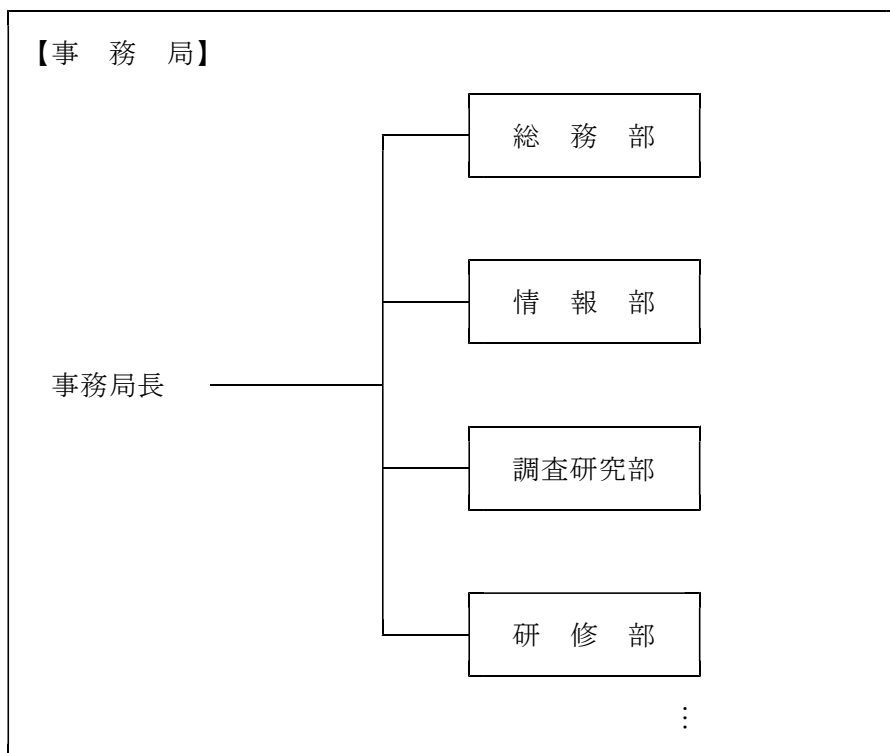 【事　務　局】
総　務　部
情　報　部
事務局長
調査研究部
研　修　部
⋮